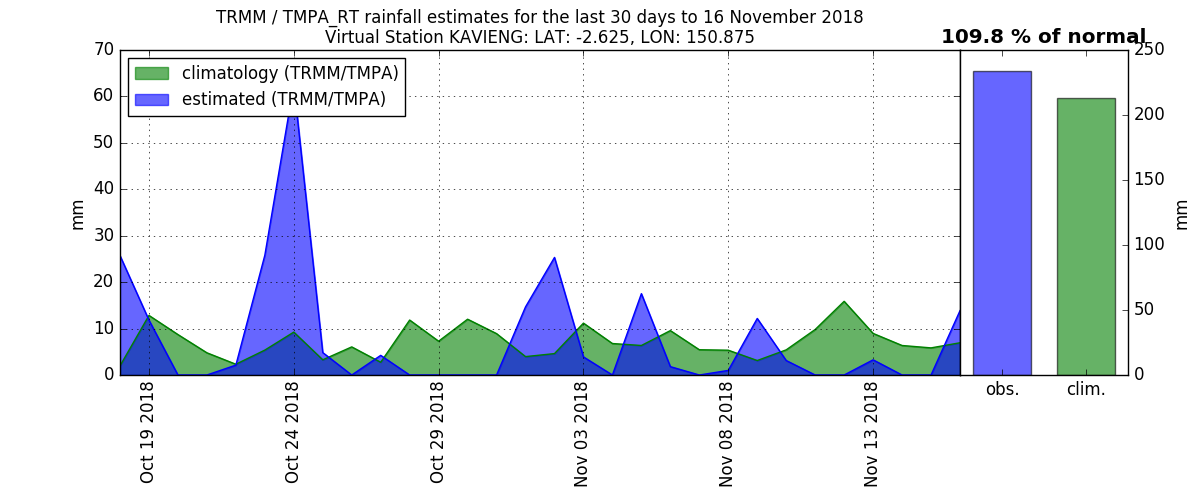 TRMM / TMPA_RT rainfall estimates for the last 30 days to 16 November 2018
Virtual Station KAVIENG: LAT: -2.625, LON: 150.875
109.8 % of normal
climatology (TRMM/TMPA)
estimated (TRMM/TMPA)
70
60
50
40
30
20
10
0
mm
250
200
150
100
50
0
mm
Oct 19 2018
Oct 24 2018
Oct 29 2018
Nov 03 2018
Nov 08 2018
Nov 13 2018
obs.
clim.